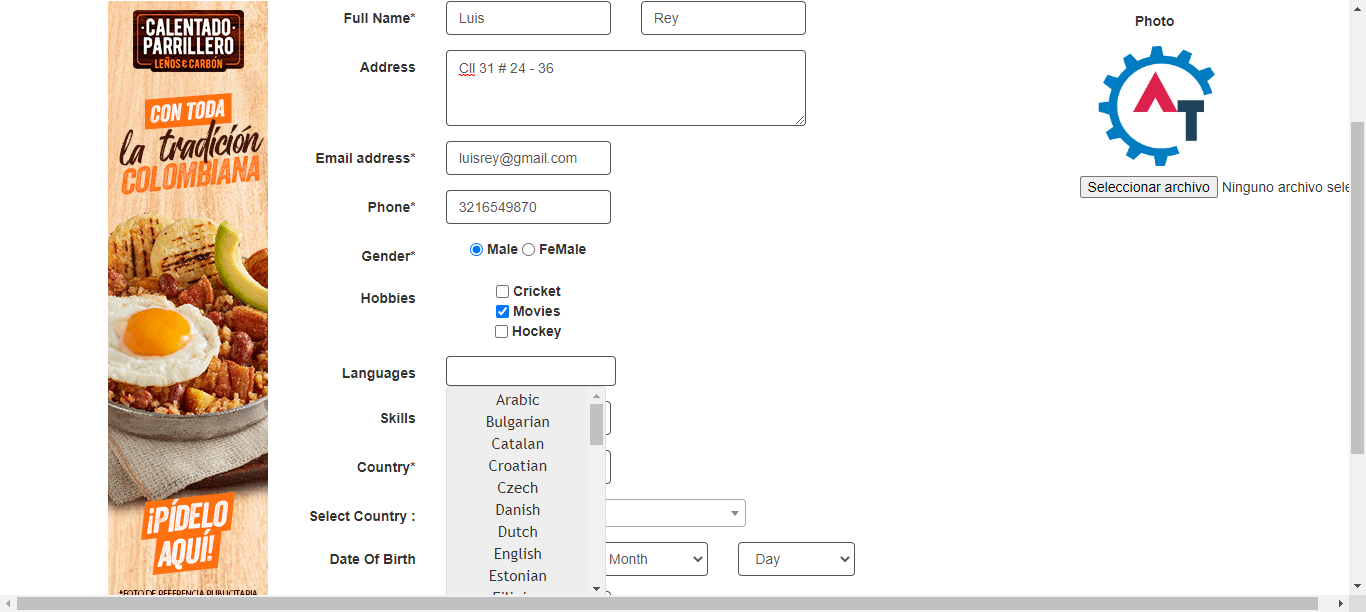 CALENTADO
PARRILLERO
LEÑOS & CARBÓN
CON TODA
la tradición
COLOMBIANA
¡PÍDELO
AQUÍ!
*FOTO DE REFERENCIA PUBLICITARIA
Full Name* Luis Rey
Address Cll 31 # 24 - 36
Email address* luisrey@gmail.com
Phone* 3216549870
Gender* Male FeMale
Hobbies Cricket
Movies
Hockey
Languages
Arabic
Skills
Bulgarian
Catalan
Country* Croatian
Czech
Select Country : Danish
Dutch
Date Of Birth English Month Day
Estonian
Photo
AT
Seleccionar archivo Ninguno archivo sele